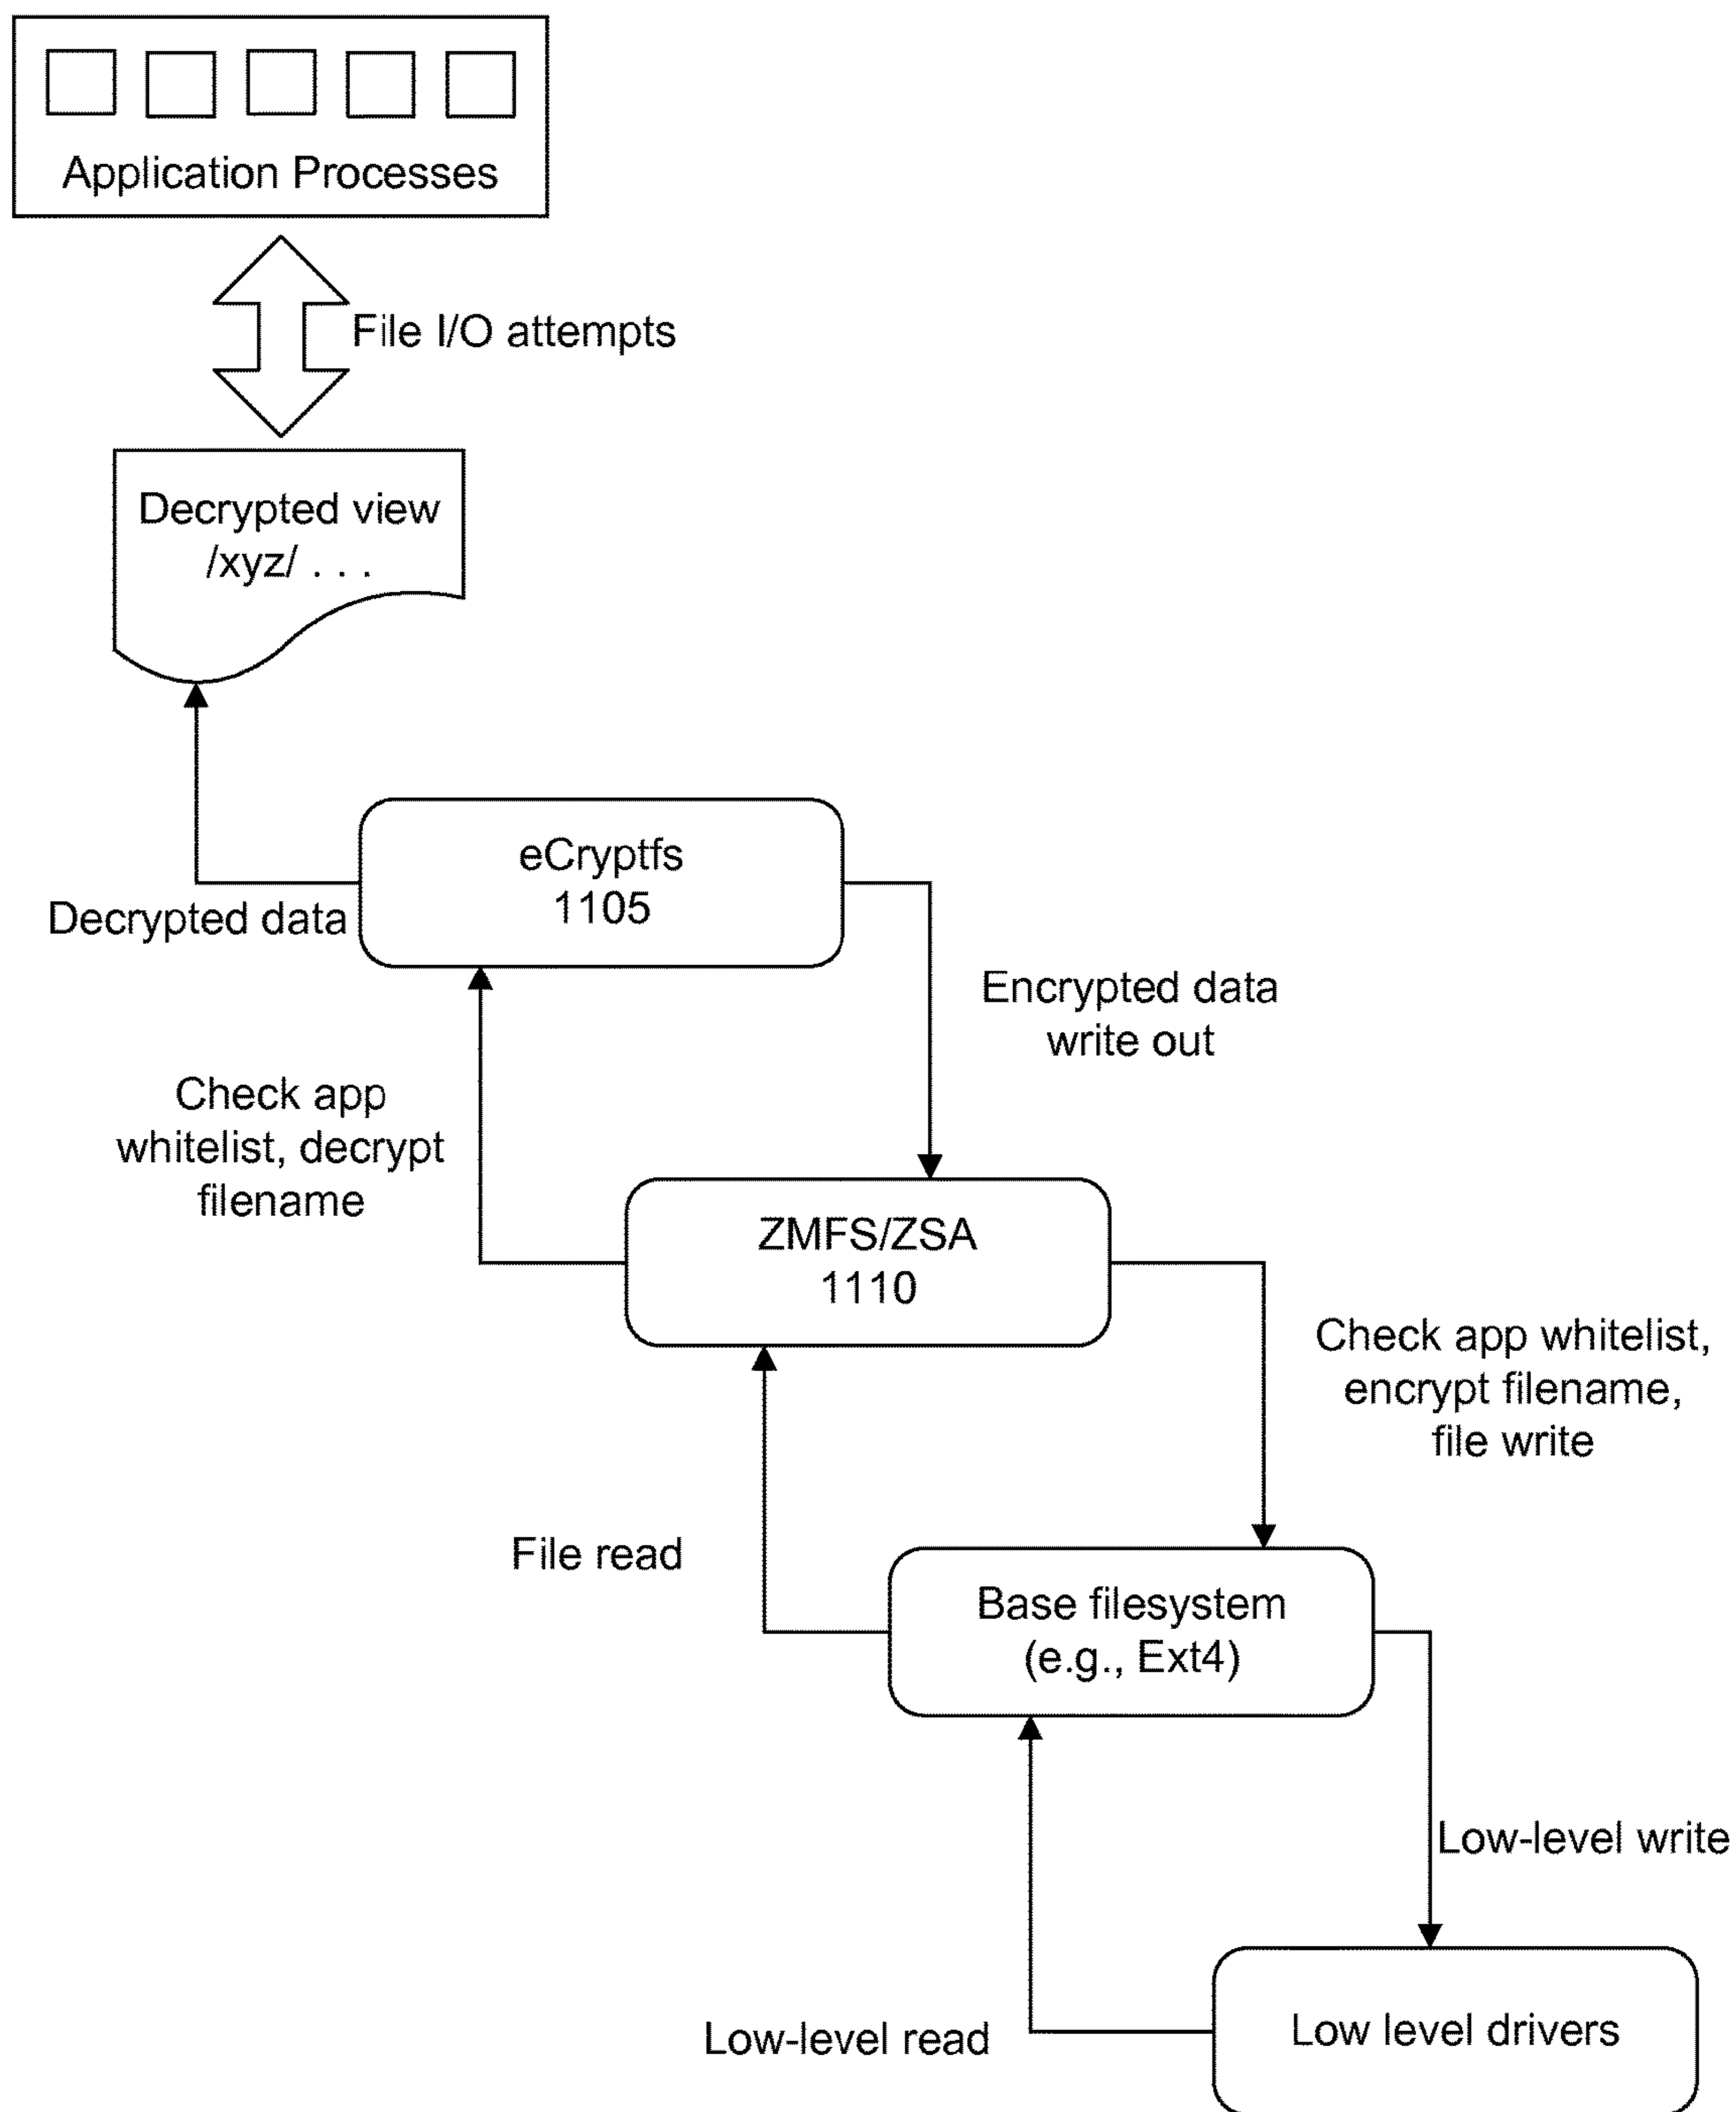 Application Processes
File I/O attempts
Decrypted view
/xyz/ . . .
eCryptfs
1105
Decrypted data
Encrypted data
write out
Check app
whitelist, decrypt
filename
ZMFS/ZSA
1110
Check app whitelist,
encrypt filename,
file write
File read
Base filesystem
(e.g., Ext4)
Low-level write
Low level drivers
Low-level read